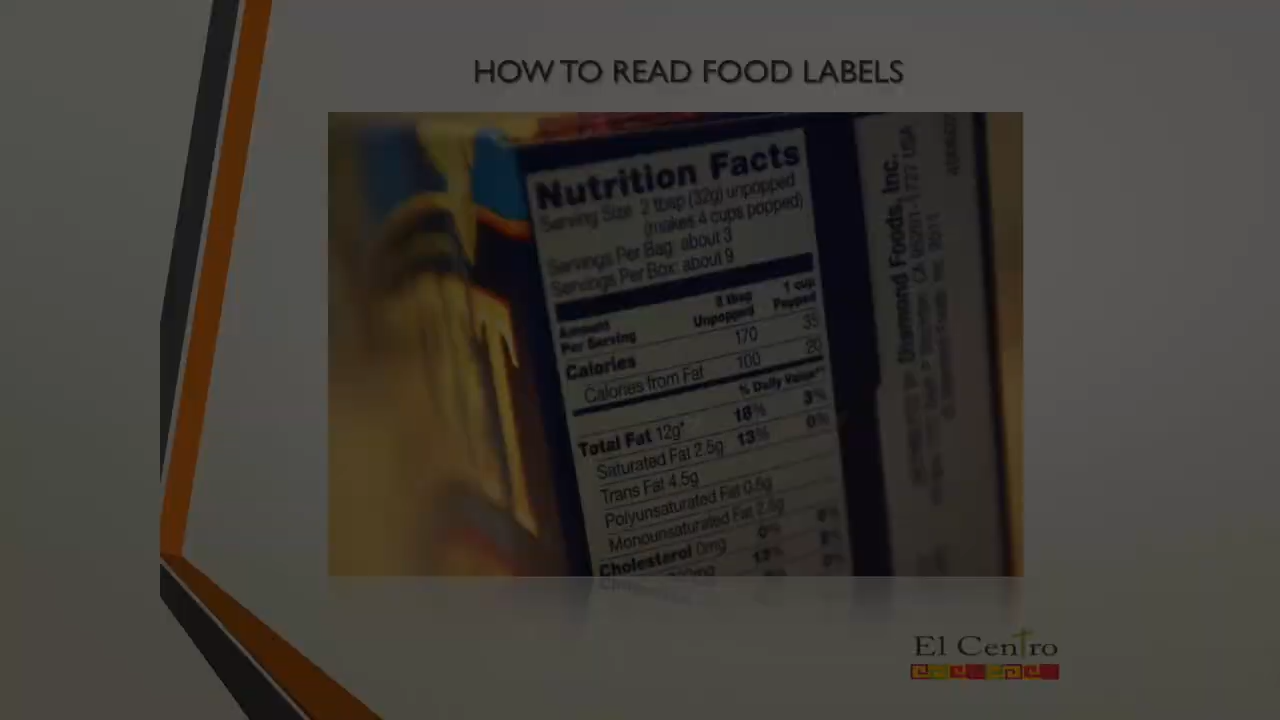 HOW TO READ FOOD LABELS
Nutrition Facts
Serving Size 2 tbsp (32g) unpopped
(makes 4 cups popped)
Servings Per Bag: about 3
Servings Per Box: about 9
Amount
Per Serving
2 tbsp
Unpopped
1 cup
Popped
Calories 170 35
Calories from Fat 100 20
% Daily Value**
Total Fat 12g* 18% 3%
Saturated Fat 2.5g 13% 0%
Trans Fat 4.5g
Polyunsaturated Fat 0.5g
Monounsaturated Fat
Cholesterol 0mg 0% 0%
Diamond Foods, Inc.
USA
El Centro